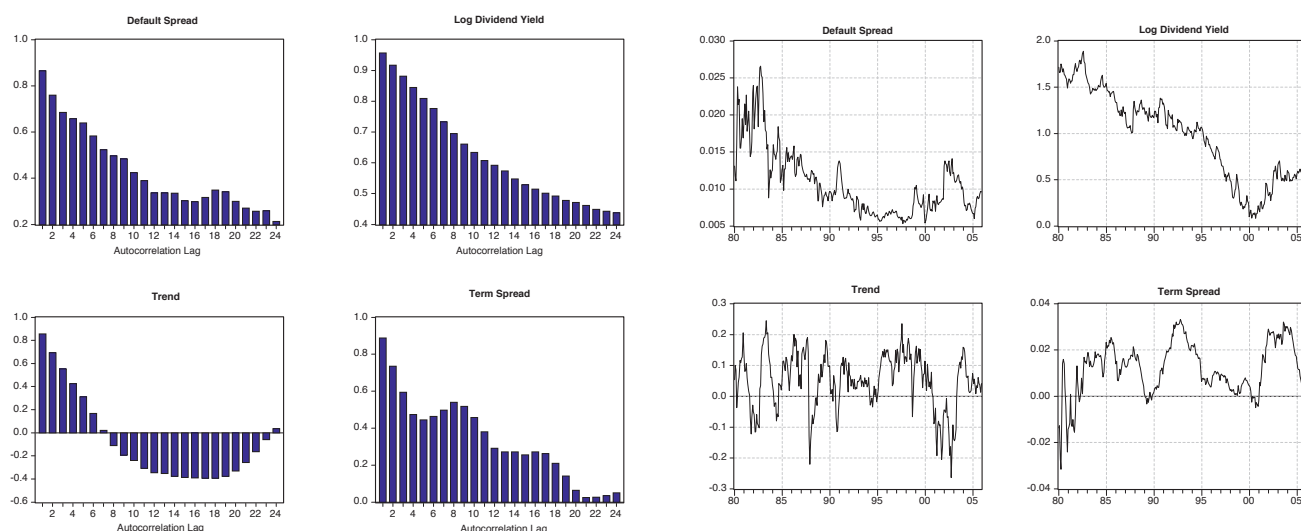 Default Spread
1.0
0.8
0.6
0.4
0.2
2 4 6 8 10 12 14 16 18 20 22 24
Autocorrelation Lag
Log Dividend Yield
1.0
0.9
0.8
0.7
0.6
0.5
0.4
2 4 6 8 10 12 14 16 18 20 22 24
Autocorrelation Lag
Default Spread
0.030
0.025
0.020
0.015
0.010
0.005
80 85 90 95 00 05
Log Dividend Yield
2.0
1.5
1.0
0.5
0.0
80 85 90 95 00 05
Trend
1.0
0.8
0.6
0.4
0.2
0.0
-0.2
-0.4
-0.6
2 4 6 8 10 12 14 16 18 20 22 24
Autocorrelation Lag
Term Spread
1.0
0.8
0.6
0.4
0.2
0.0
2 4 6 8 10 12 14 16 18 20 22 24
Autocorrelation Lag
Trend
0.3
0.2
0.1
0.0
-0.1
-0.2
-0.3
80 85 90 95 00 05
Term Spread
0.04
0.02
0.00
-0.02
-0.04
80 85 90 95 00 05